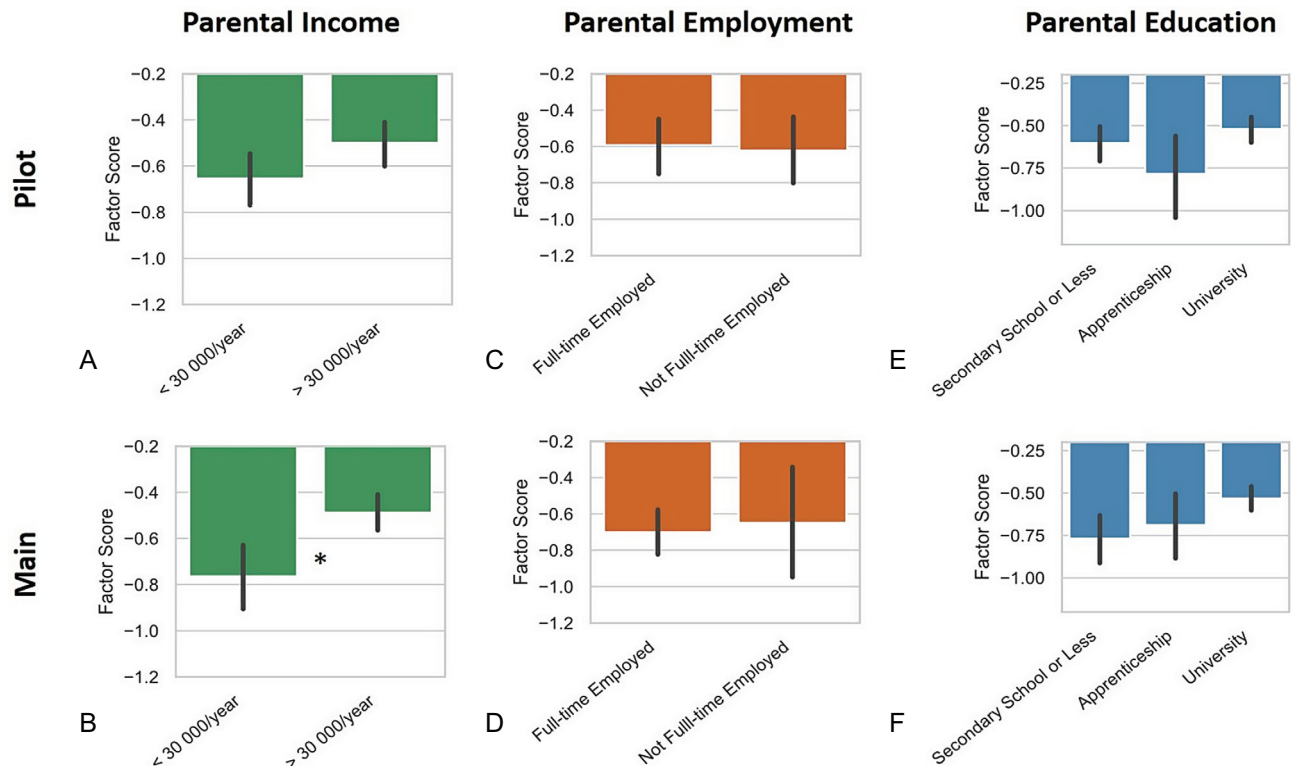 Parental Income
Parental Employment
Parental Education
Pilot
Factor Score
−0.2
−0.4
−0.6
−0.8
−1.0
−1.2
< 30 000/year
> 30 000/year
A
Factor Score
−0.2
−0.4
−0.6
−0.8
−1.0
−1.2
Full-time Employed
Not Fulll-time Employed
C
Factor Score
−0.25
−0.50
−0.75
−1.00
Secondary School or Less
Apprenticeship
University
E
Main
Factor Score
−0.2
−0.4
−0.6
−0.8
−1.0
−1.2
*
< 30 000/year
> 30 000/year
B
Factor Score
−0.2
−0.4
−0.6
−0.8
−1.0
−1.2
Full-time Employed
Not Fulll-time Employed
D
Factor Score
−0.25
−0.50
−0.75
−1.00
Secondary School or Less
Apprenticeship
University
F